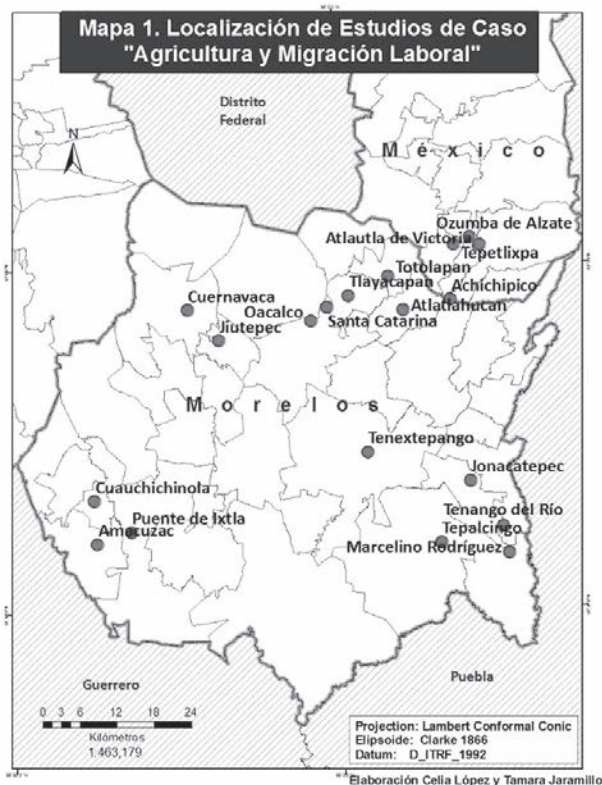 Mapa 1. Localización de Estudios de Caso
"Agricultura y Migración Laboral"
Distrito
Federal
N
México
Ozumba de Alzate
Atlautla de Victoria
Tepetlixpa
Totolapan
Tlayacapan
Achichipico
Cuernavaca
Oacalco
Atlatlahucan
Santa Catarina
Jiutepec
Morelos
Tenextepango
Jonacatepec
Cuauchichinola
Tenango del Río
Puente de Ixtla
Tepalcingo
Amacuzac
Marcelino Rodríguez
Guerrero
Puebla
0 3 6 12 18 24
Kilómetros
1:463,179
Projection: Lambert Conformal Conic
Elipsoide: Clarke 1866
Datum: D_ITRF_1992
Elaboración Celia López y Tamara Jaramillo